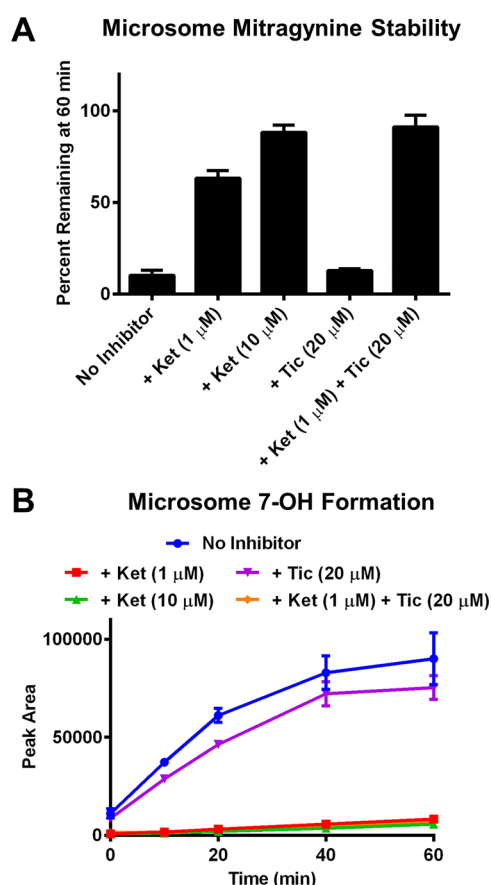 A
Microsome Mitragynine Stability
Percent Remaining at 60 min
100
50
0
No Inhibitor
+ Ket (1 μM)
+ Ket (10 μM)
+ Tic (20 μM)
+ Ket (1 μM) + Tic (20 μM)
B
Microsome 7-OH Formation
No Inhibitor
+ Ket (1 μM)
+ Tic (20 μM)
+ Ket (10 μM)
+ Ket (1 μM) + Tic (20 μM)
Peak Area
100000
50000
0
0
20
40
60
Time (min)